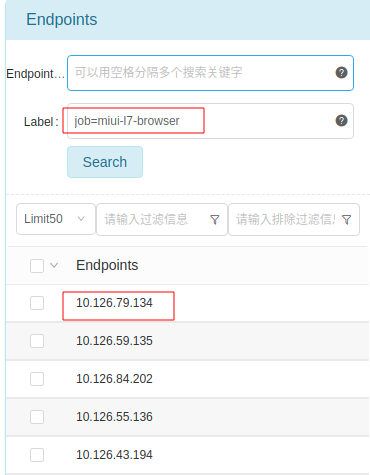 Endpoints
Endpoint... 可以用空格分隔多个搜索关键字 ?
Label : job=miui-l7-browser ?
Search
Limit50 请输入过滤信息 请输入排除过滤信息
Endpoints
10.126.79.134
10.126.59.135
10.126.84.202
10.126.55.136
10.126.43.194